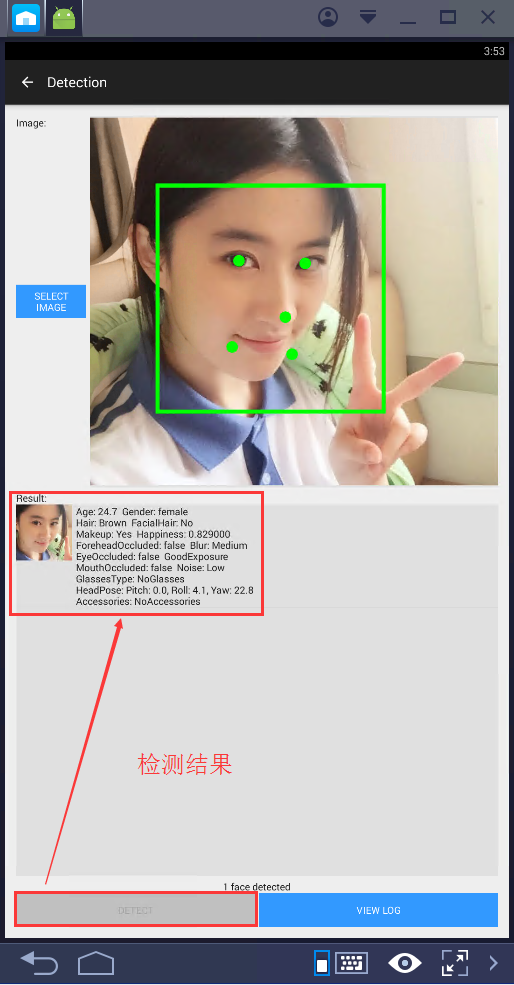 3:53
Detection
Image:
SELECT
IMAGE
Result:
Age: 24.7 Gender: female
Hair: Brown FacialHair: No
Makeup: Yes Happiness: 0.829000
ForeheadOccluded: false Blur: Medium
EyeOccluded: false GoodExposure
MouthOccluded: false Noise: Low
GlassesType: NoGlasses
HeadPose: Pitch: 0.0, Roll: 4.1, Yaw: 22.8
Accessories: NoAccessories
检测结果
1 face detected
DETECT
VIEW LOG